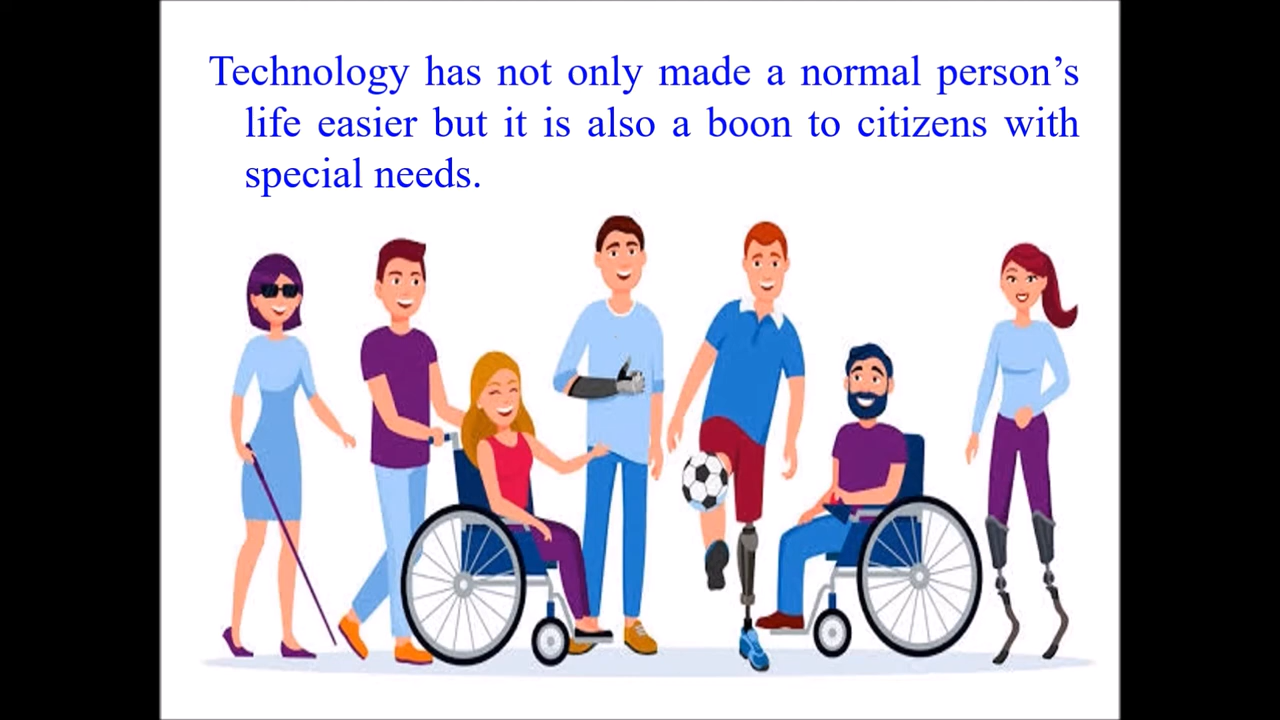 Technology has not only made a normal person’s
life easier but it is also a boon to citizens with
special needs.